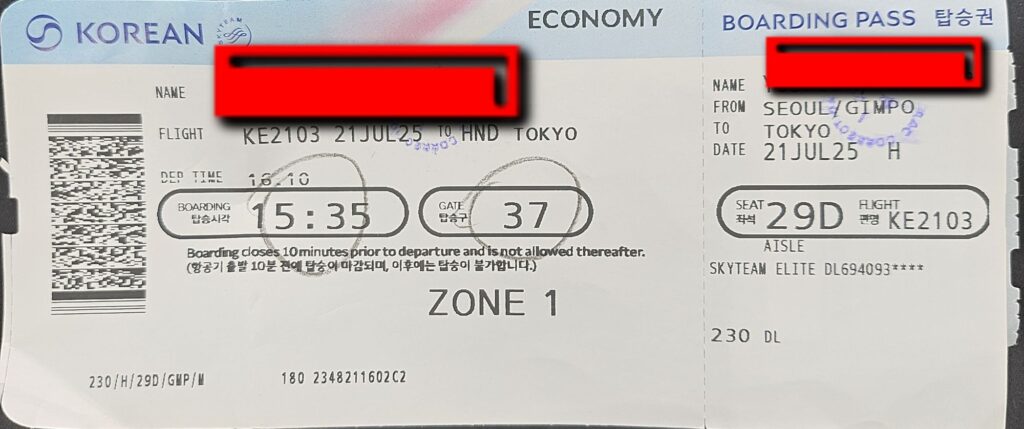 KOREAN
SKYTEAM
ECONOMY
NAME
FLIGHT KE2103 21JUL25 TO HND TOKYO
DEP TIME 16:10
BOARDING 탑승시각 15:35
GATE 탑승구 37
Boarding closes 10 minutes prior to departure and is not allowed thereafter.
(항공기 출발 10분 전에 탑승이 마감되며, 이후에는 탑승이 불가합니다.)
ZONE 1
230/H/29D/GMP/M 180 2348211602C2
BOARDING PASS 탑승권
NAME
FROM SEOUL/GIMPO
TO TOKYO
DATE 21JUL25 H
SEAT 좌석 29D FLIGHT 편명 KE2103
AISLE
SKYTEAM ELITE DL694093****
230 DL